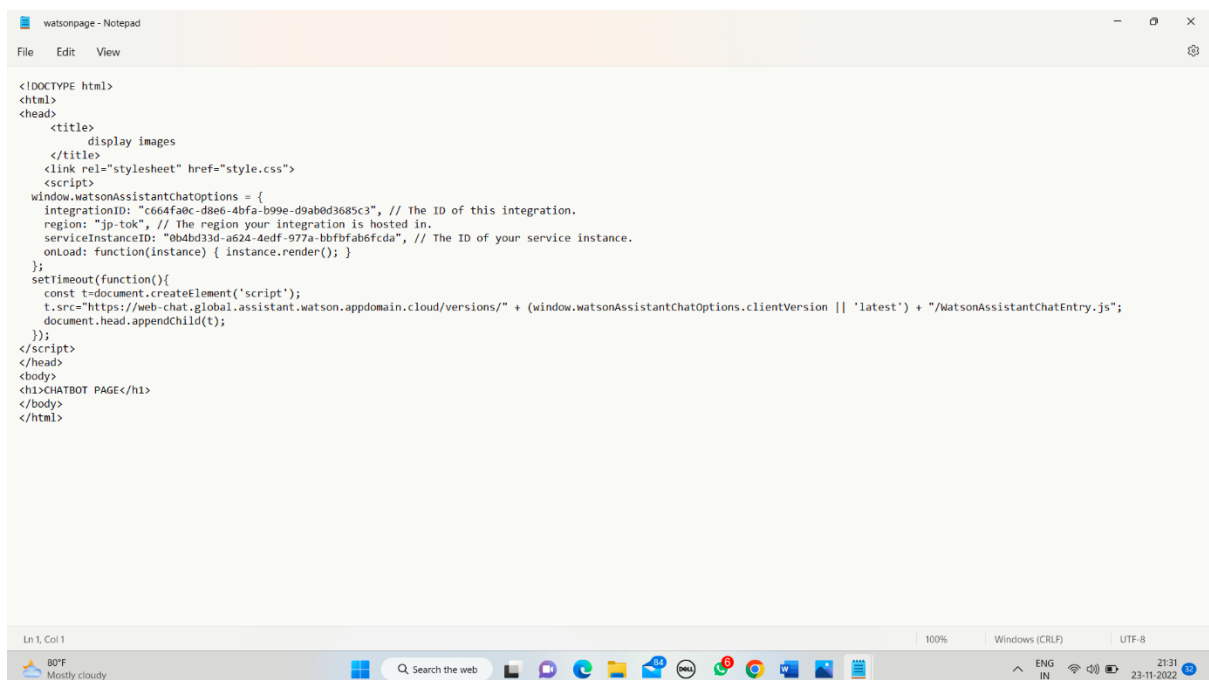 watsonpage - Notepad
File Edit View
<!DOCTYPE html>
<html>
<head>
<title>
display images
</title>
<link rel="stylesheet" href="style.css">
<script>
window.watsonAssistantChatOptions = {
integrationID: "c664fa0c-d8e6-4bfa-b99e-d9ab0d3685c3", // The ID of this integration.
region: "jp-tok", // The region your integration is hosted in.
serviceInstanceID: "0b4bd33d-a624-4edf-977a-bbfbfab6fcda", // The ID of your service instance.
onLoad: function(instance) { instance.render(); }
};
setTimeout(function(){
const t=document.createElement('script');
t.src="https://web-chat.global.assistant.watson.appdomain.cloud/versions/" + (window.watsonAssistantChatOptions.clientVersion || 'latest') + "/WatsonAssistantChatEntry.js";
document.head.appendChild(t);
});
</script>
</head>
<body>
<h1>CHATBOT PAGE</h1>
</body>
</html>
Ln 1, Col 1 100% Windows (CRLF) UTF-8
80°F
Mostly cloudy
Search the web
84
DELL
6
ENG
IN
21:31
23-11-2022
32